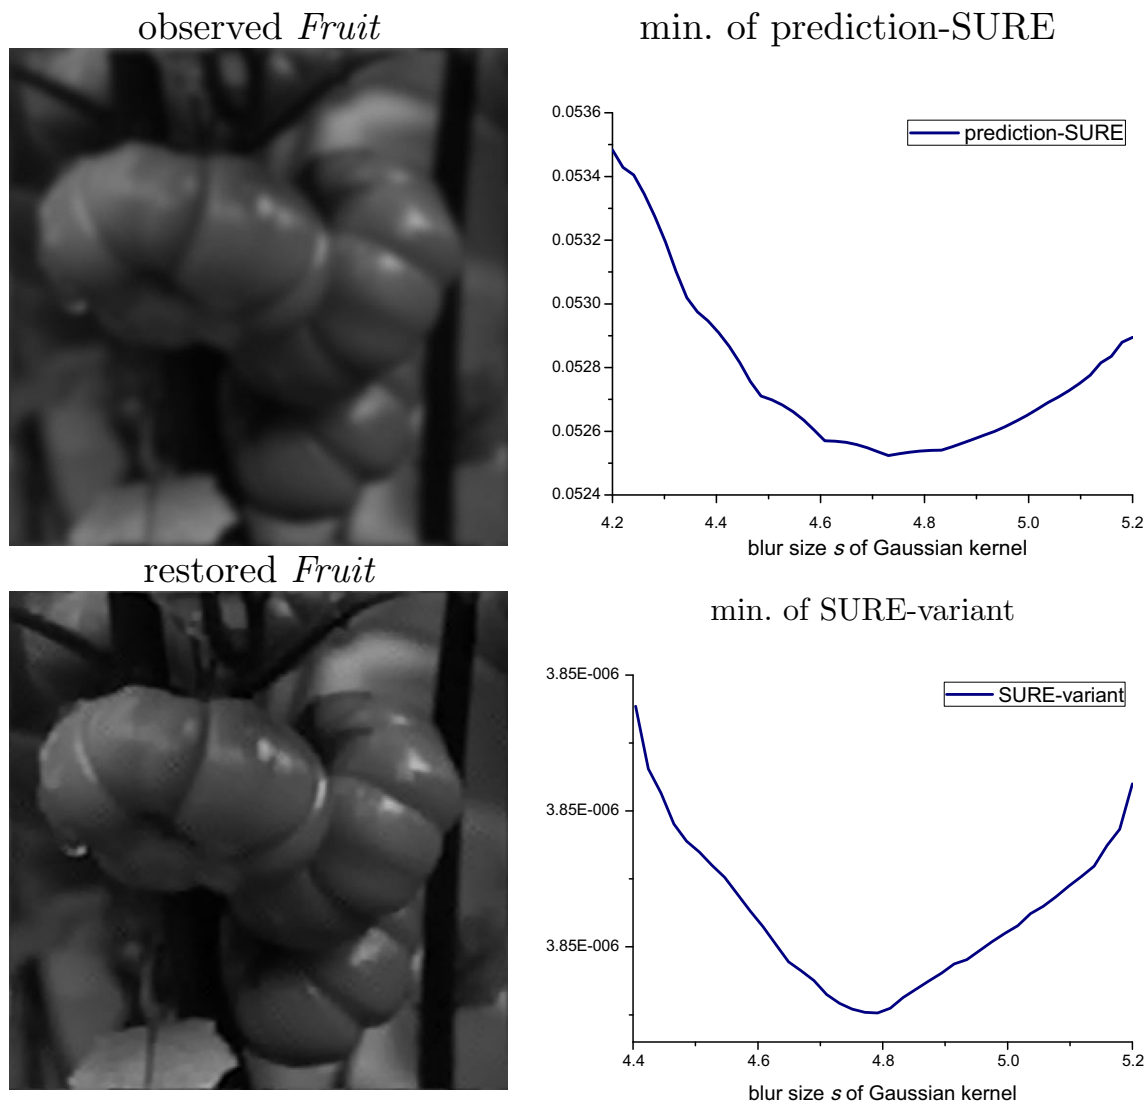 observed Fruit
min. of prediction-SURE
prediction-SURE
0.0536
0.0534
0.0532
0.0530
0.0528
0.0526
0.0524
4.2 4.4 4.6 4.8 5.0 5.2
blur size s of Gaussian kernel
restored Fruit
min. of SURE-variant
SURE-variant
3.85E-006
3.85E-006
3.85E-006
4.4 4.6 4.8 5.0 5.2
blur size s of Gaussian kernel